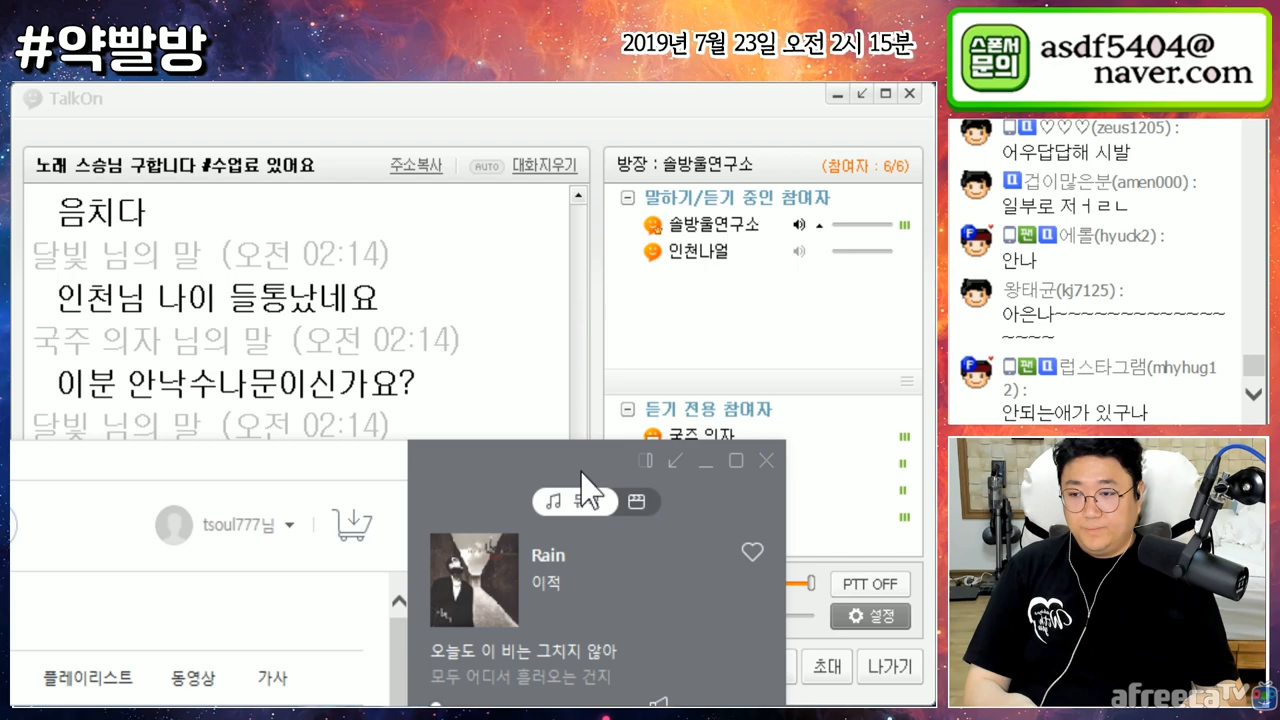 #약빨방
2019년 7월 23일 오전 2시 15분
스폰서
문의
asdf5404@
naver.com
TalkOn
노래 스승님 구합니다 #수업료 있어요
주소복사
AUTO
대화지우기
음치다
달빛 님의 말 (오전 02:14)
인천님 나이 들통났네요
국주 의자 님의 말 (오전 02:14)
이분 안낙수나문이신가요?
달빛 님의 말 (오전 02:14)
방장 : 솔방울연구소
(참여자 : 6/6)
말하기/듣기 중인 참여자
솔방울연구소
인천나얼
듣기 전용 참여자
국주 의자
PTT OFF
설정
초대
나가기
tsoul777님
플레이리스트
동영상
가사
Rain
이적
오늘도 이 비는 그치지 않아
모두 어디서 흘러오는 건지
♡♡♡(zeus1205) :
어우답답해 시발
겁이많은분(amen000) :
일부로 저ㅓㄹㄴ
에롤(hyuck2) :
안나
왕태균(kj7125) :
아은나~~~~~~~~~~~~~
~~~~
럽스타그램(mhyhug1
2) :
안되는애가 있구나
afreecaTV